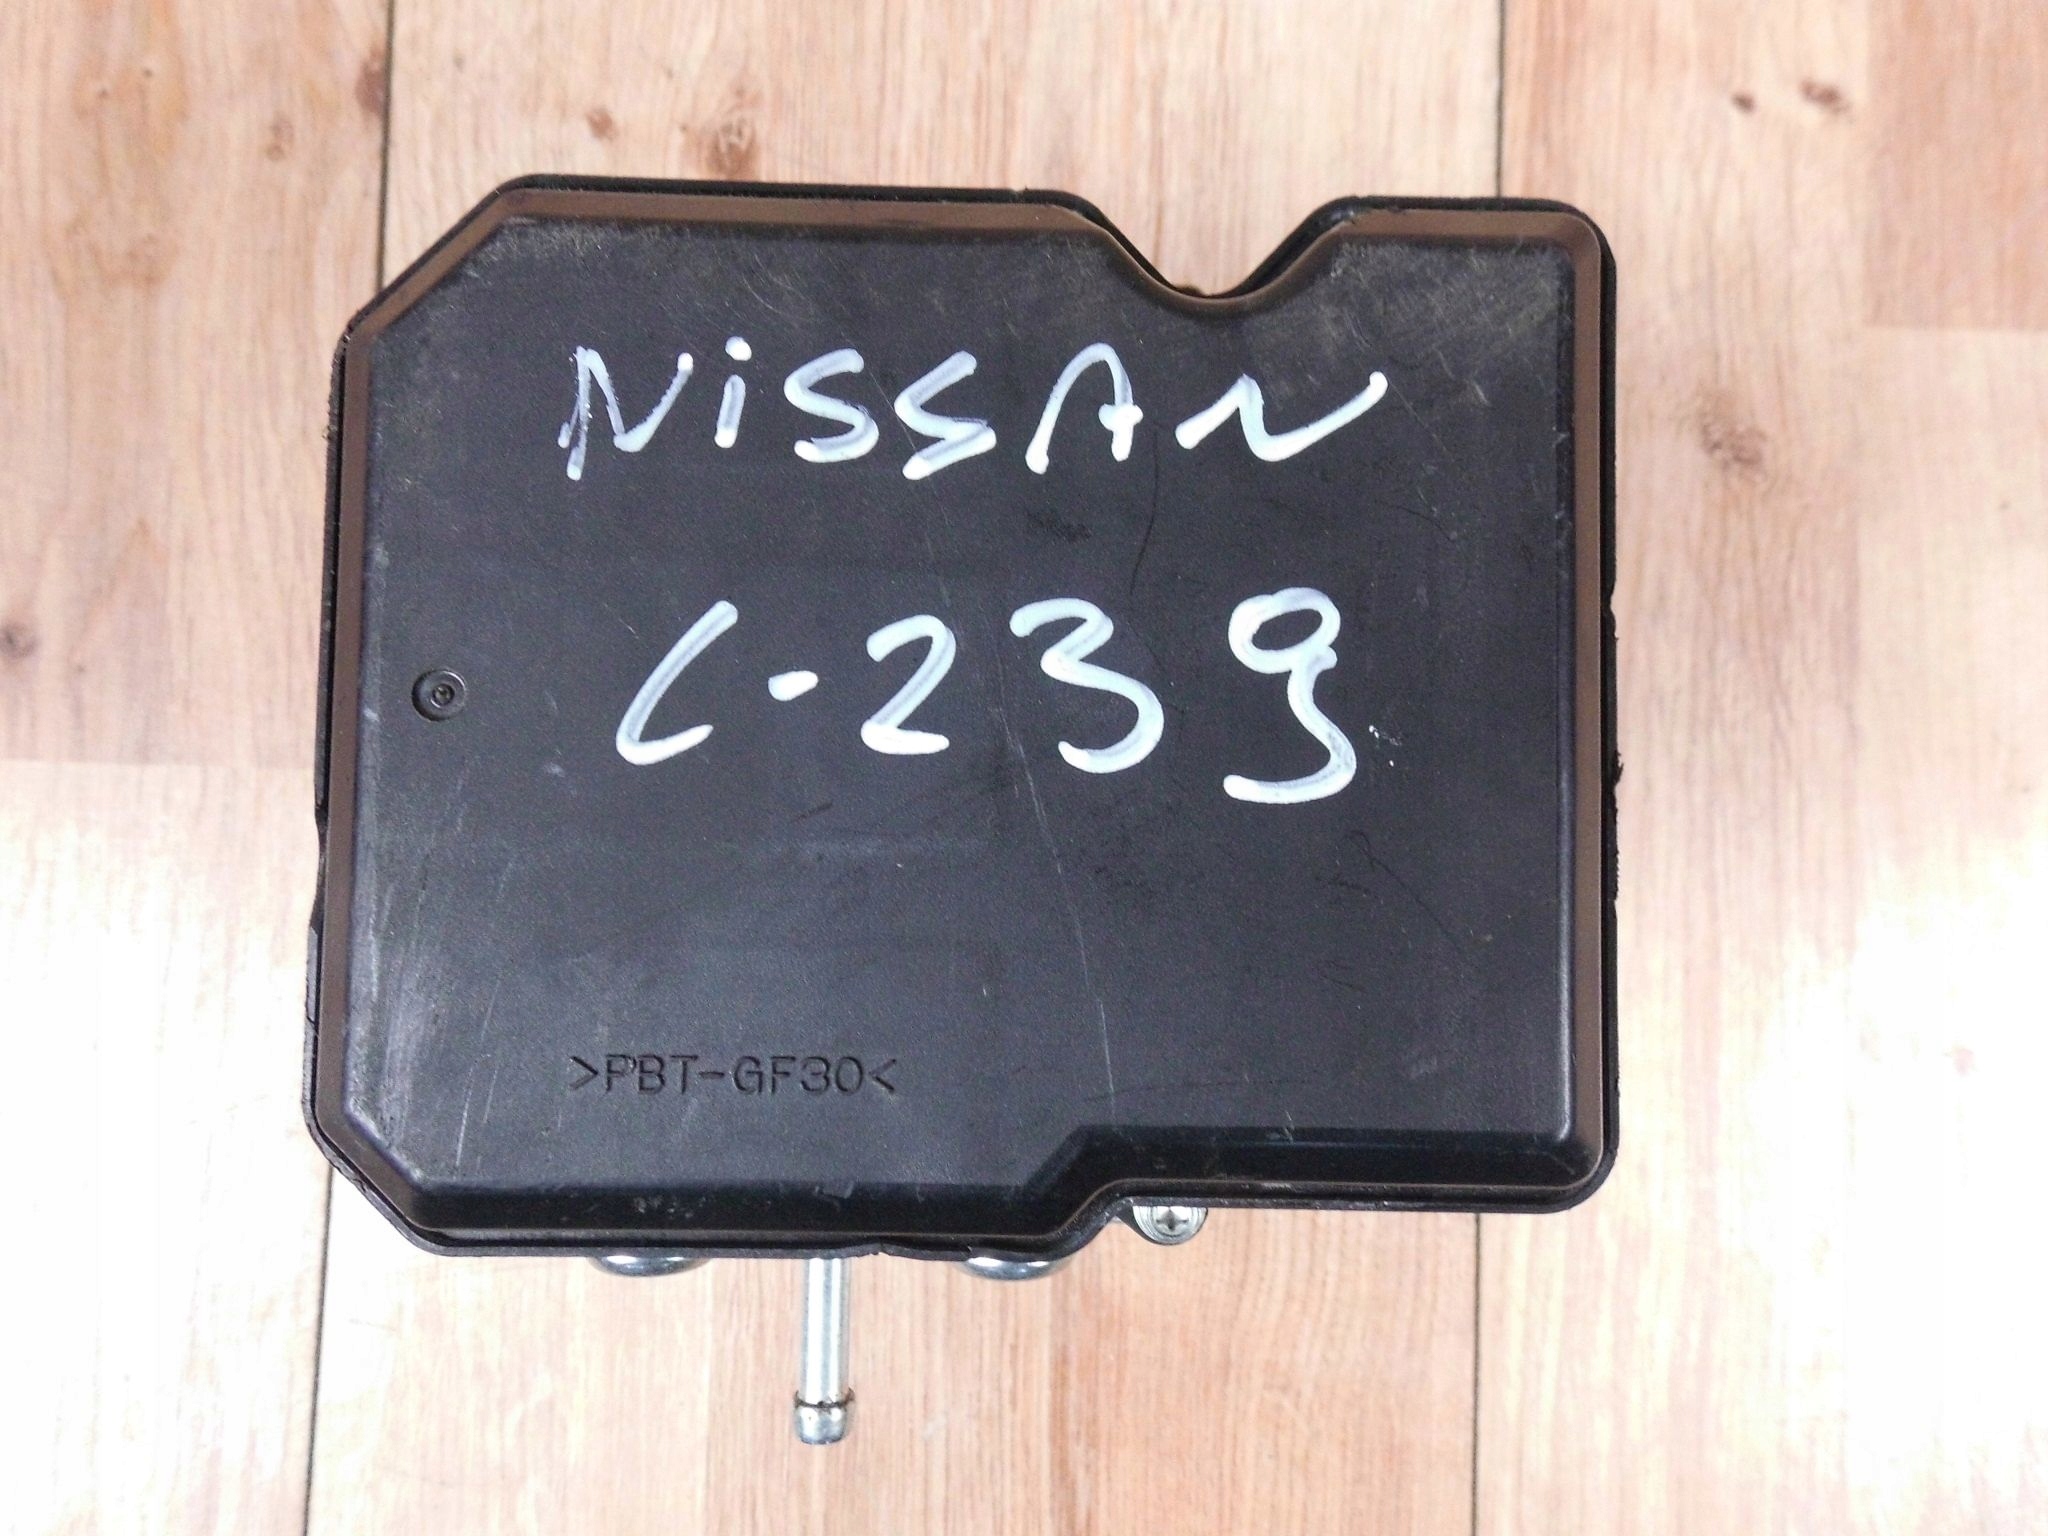 NiSSAN
C-239
>PBT-GF30<